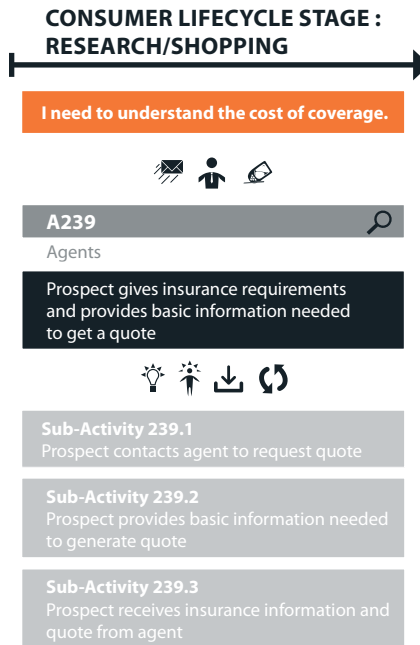 CONSUMER LIFECYCLE STAGE :
RESEARCH/SHOPPING
I need to understand the cost of coverage.
A239
Agents
Prospect gives insurance requirements
and provides basic information needed
to get a quote
Sub-Activity 239.1
Prospect contacts agent to request quote
Sub-Activity 239.2
Prospect provides basic information needed
to generate quote
Sub-Activity 239.3
Prospect receives insurance information and
quote from agent